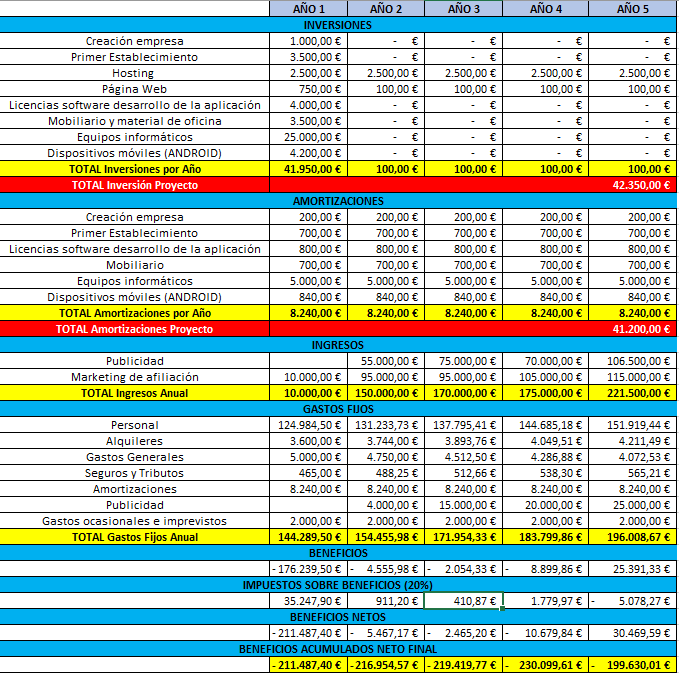 AÑO 1 AÑO 2 AÑO 3 AÑO 4 AÑO 5
INVERSIONES
Creación empresa 1.000,00 € - € - € - € - €
Primer Establecimiento 3.500,00 € - € - € - € - €
Hosting 2.500,00 € 2.500,00 € 2.500,00 € 2.500,00 € 2.500,00 €
Página Web 750,00 € 100,00 € 100,00 € 100,00 € 100,00 €
Licencias software desarrollo de la aplicación 4.000,00 € - € - € - € - €
Mobiliario y material de oficina 3.500,00 € - € - € - € - €
Equipos informáticos 25.000,00 € - € - € - € - €
Dispositivos móviles (ANDROID) 4.200,00 € - € - € - € - €
TOTAL Inversiones por Año 41.950,00 € 100,00 € 100,00 € 100,00 € 100,00 €
TOTAL Inversión Proyecto 42.350,00 €
AMORTIZACIONES
Creación empresa 200,00 € 200,00 € 200,00 € 200,00 € 200,00 €
Primer Establecimiento 700,00 € 700,00 € 700,00 € 700,00 € 700,00 €
Licencias software desarrollo de la aplicación 800,00 € 800,00 € 800,00 € 800,00 € 800,00 €
Mobiliario 700,00 € 700,00 € 700,00 € 700,00 € 700,00 €
Equipos informáticos 5.000,00 € 5.000,00 € 5.000,00 € 5.000,00 € 5.000,00 €
Dispositivos móviles (ANDROID) 840,00 € 840,00 € 840,00 € 840,00 € 840,00 €
TOTAL Amortizaciones por Año 8.240,00 € 8.240,00 € 8.240,00 € 8.240,00 € 8.240,00 €
TOTAL Amortizaciones Proyecto 41.200,00 €
INGRESOS
Publicidad 55.000,00 € 75.000,00 € 70.000,00 € 106.500,00 €
Marketing de afiliación 10.000,00 € 95.000,00 € 95.000,00 € 105.000,00 € 115.000,00 €
TOTAL Ingresos Anual 10.000,00 € 150.000,00 € 170.000,00 € 175.000,00 € 221.500,00 €
GASTOS FIJOS
Personal 124.984,50 € 131.233,73 € 137.795,41 € 144.685,18 € 151.919,44 €
Alquileres 3.600,00 € 3.744,00 € 3.893,76 € 4.049,51 € 4.211,49 €
Gastos Generales 5.000,00 € 4.750,00 € 4.512,50 € 4.286,88 € 4.072,53 €
Seguros y Tributos 465,00 € 488,25 € 512,66 € 538,30 € 565,21 €
Amortizaciones 8.240,00 € 8.240,00 € 8.240,00 € 8.240,00 € 8.240,00 €
Publicidad 4.000,00 € 15.000,00 € 20.000,00 € 25.000,00 €
Gastos ocasionales e imprevistos 2.000,00 € 2.000,00 € 2.000,00 € 2.000,00 € 2.000,00 €
TOTAL Gastos Fijos Anual 144.289,50 € 154.455,98 € 171.954,33 € 183.799,86 € 196.008,67 €
BENEFICIOS
- 176.239,50 € - 4.555,98 € - 2.054,33 € - 8.899,86 € 25.391,33 €
IMPUESTOS SOBRE BENEFICIOS (20%)
35.247,90 € 911,20 € 410,87 € 1.779,97 € - 5.078,27 €
BENEFICIOS NETOS
- 211.487,40 € - 5.467,17 € - 2.465,20 € - 10.679,84 € 30.469,59 €
BENEFICIOS ACUMULADOS NETO FINAL
- 211.487,40 € - 216.954,57 € - 219.419,77 € - 230.099,61 € - 199.630,01 €